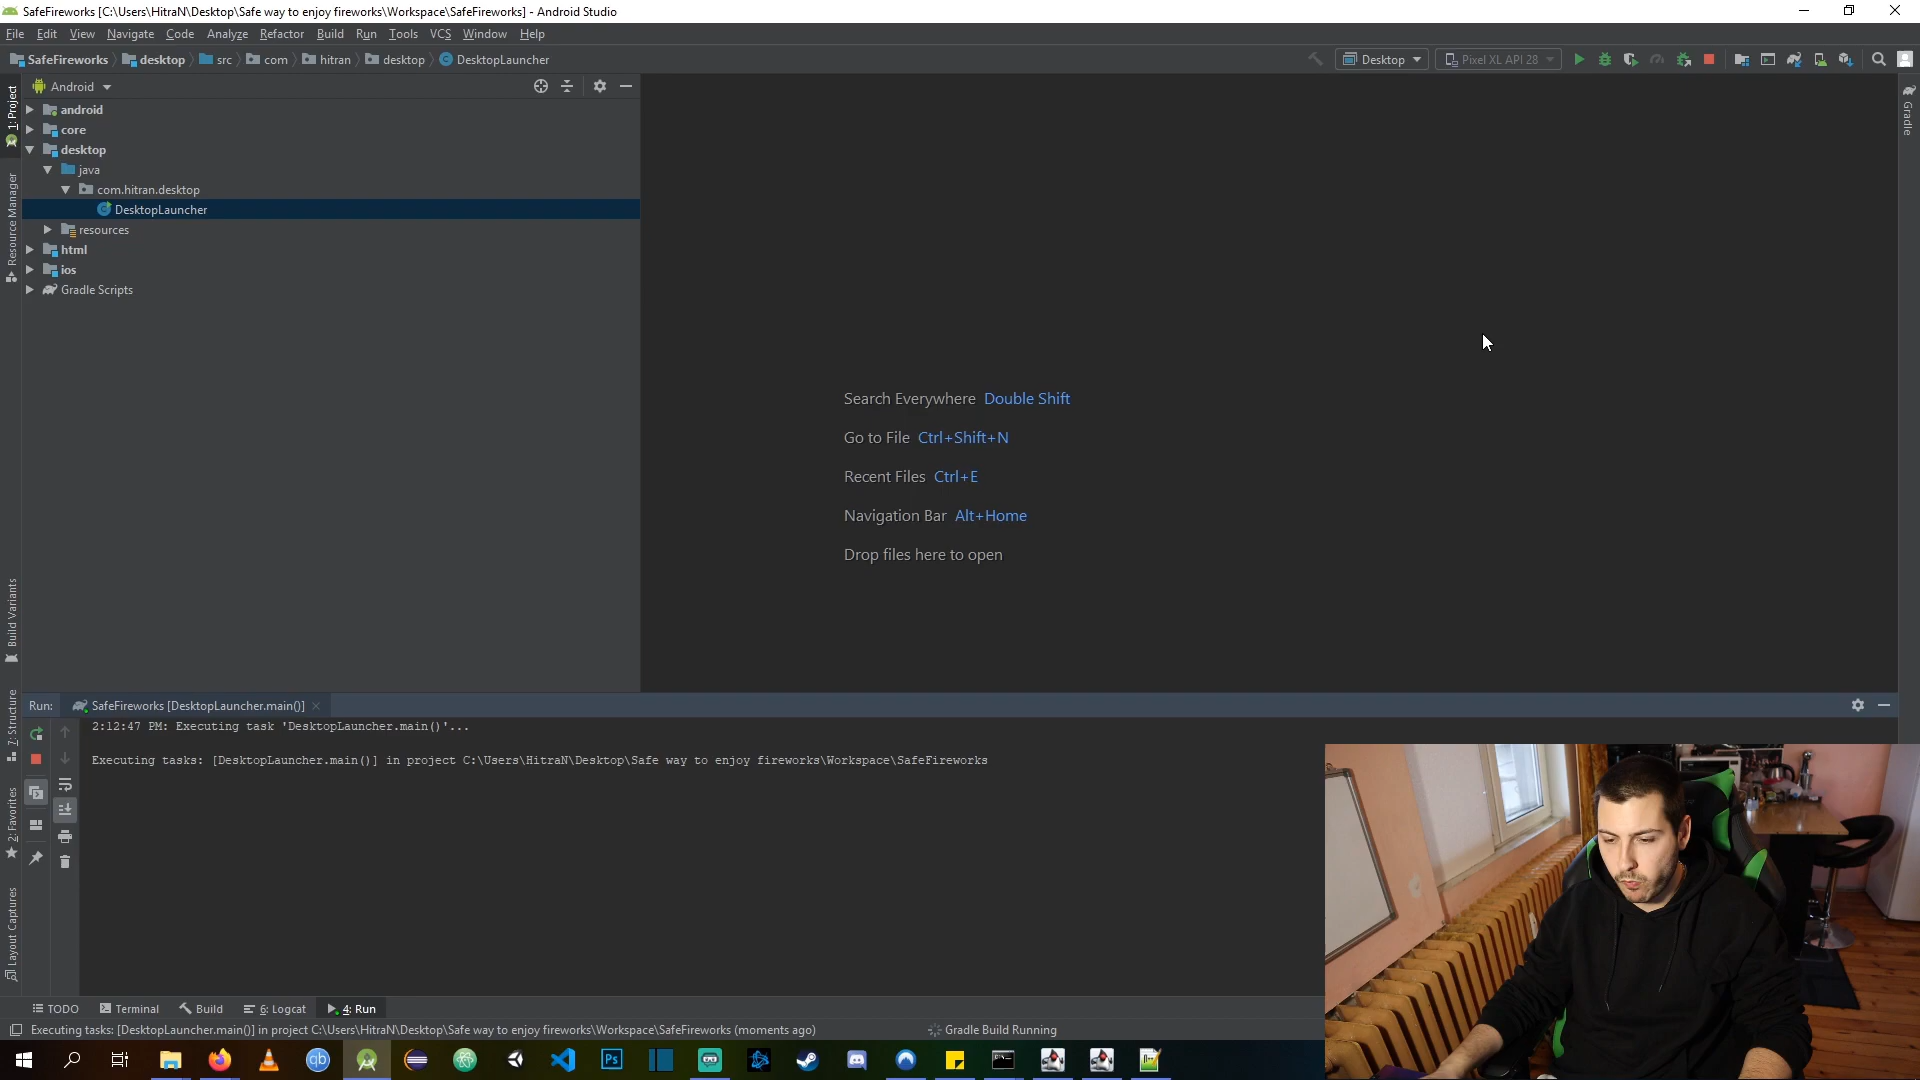 SafeFireworks [C:\Users\HitraN\Desktop\Safe way to enjoy fireworks\Workspace\SafeFireworks] - Android Studio
File Edit View Navigate Code Analyze Refactor Build Run Tools VCS Window Help
SafeFireworks desktop src com hitran desktop DesktopLauncher
Desktop Pixel XL API 28
Android
android
core
desktop
java
com.hitran.desktop
DesktopLauncher
resources
html
ios
Gradle Scripts
1: Project
Resource Manager
Build Variants
7: Structure
2: Favorites
Layout Captures
Gradle
Search Everywhere Double Shift
Go to File Ctrl+Shift+N
Recent Files Ctrl+E
Navigation Bar Alt+Home
Drop files here to open
Run: SafeFireworks [DesktopLauncher.main()]
2:12:47 PM: Executing task 'DesktopLauncher.main()'...
Executing tasks: [DesktopLauncher.main()] in project C:\Users\HitraN\Desktop\Safe way to enjoy fireworks\Workspace\SafeFireworks
TODO Terminal Build 6: Logcat 4: Run
Executing tasks: [DesktopLauncher.main()] in project C:\Users\HitraN\Desktop\Safe way to enjoy fireworks\Workspace\SafeFireworks (moments ago) Gradle Build Running
qb Ps